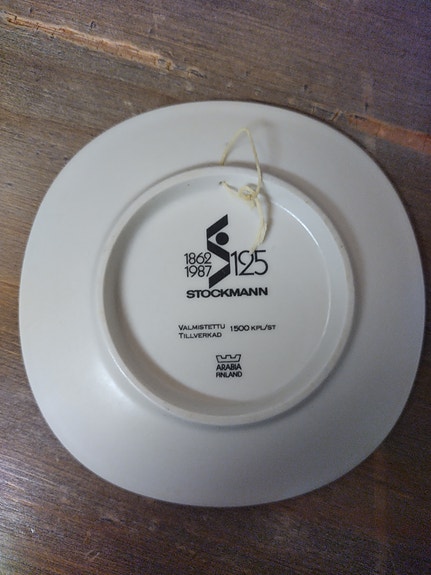 1862 125
1987
STOCKMANN
VALMISTETTU 1500 KPL/ST
TILLVERKAD
ARABIA
FINLAND